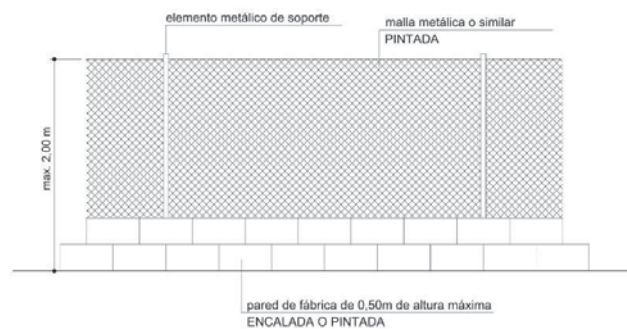 elemento metálico de soporte
malla metálica o similar
PINTADA
max. 2,00 m
pared de fábrica de 0,50m de altura máxima
ENCALADA O PINTADA